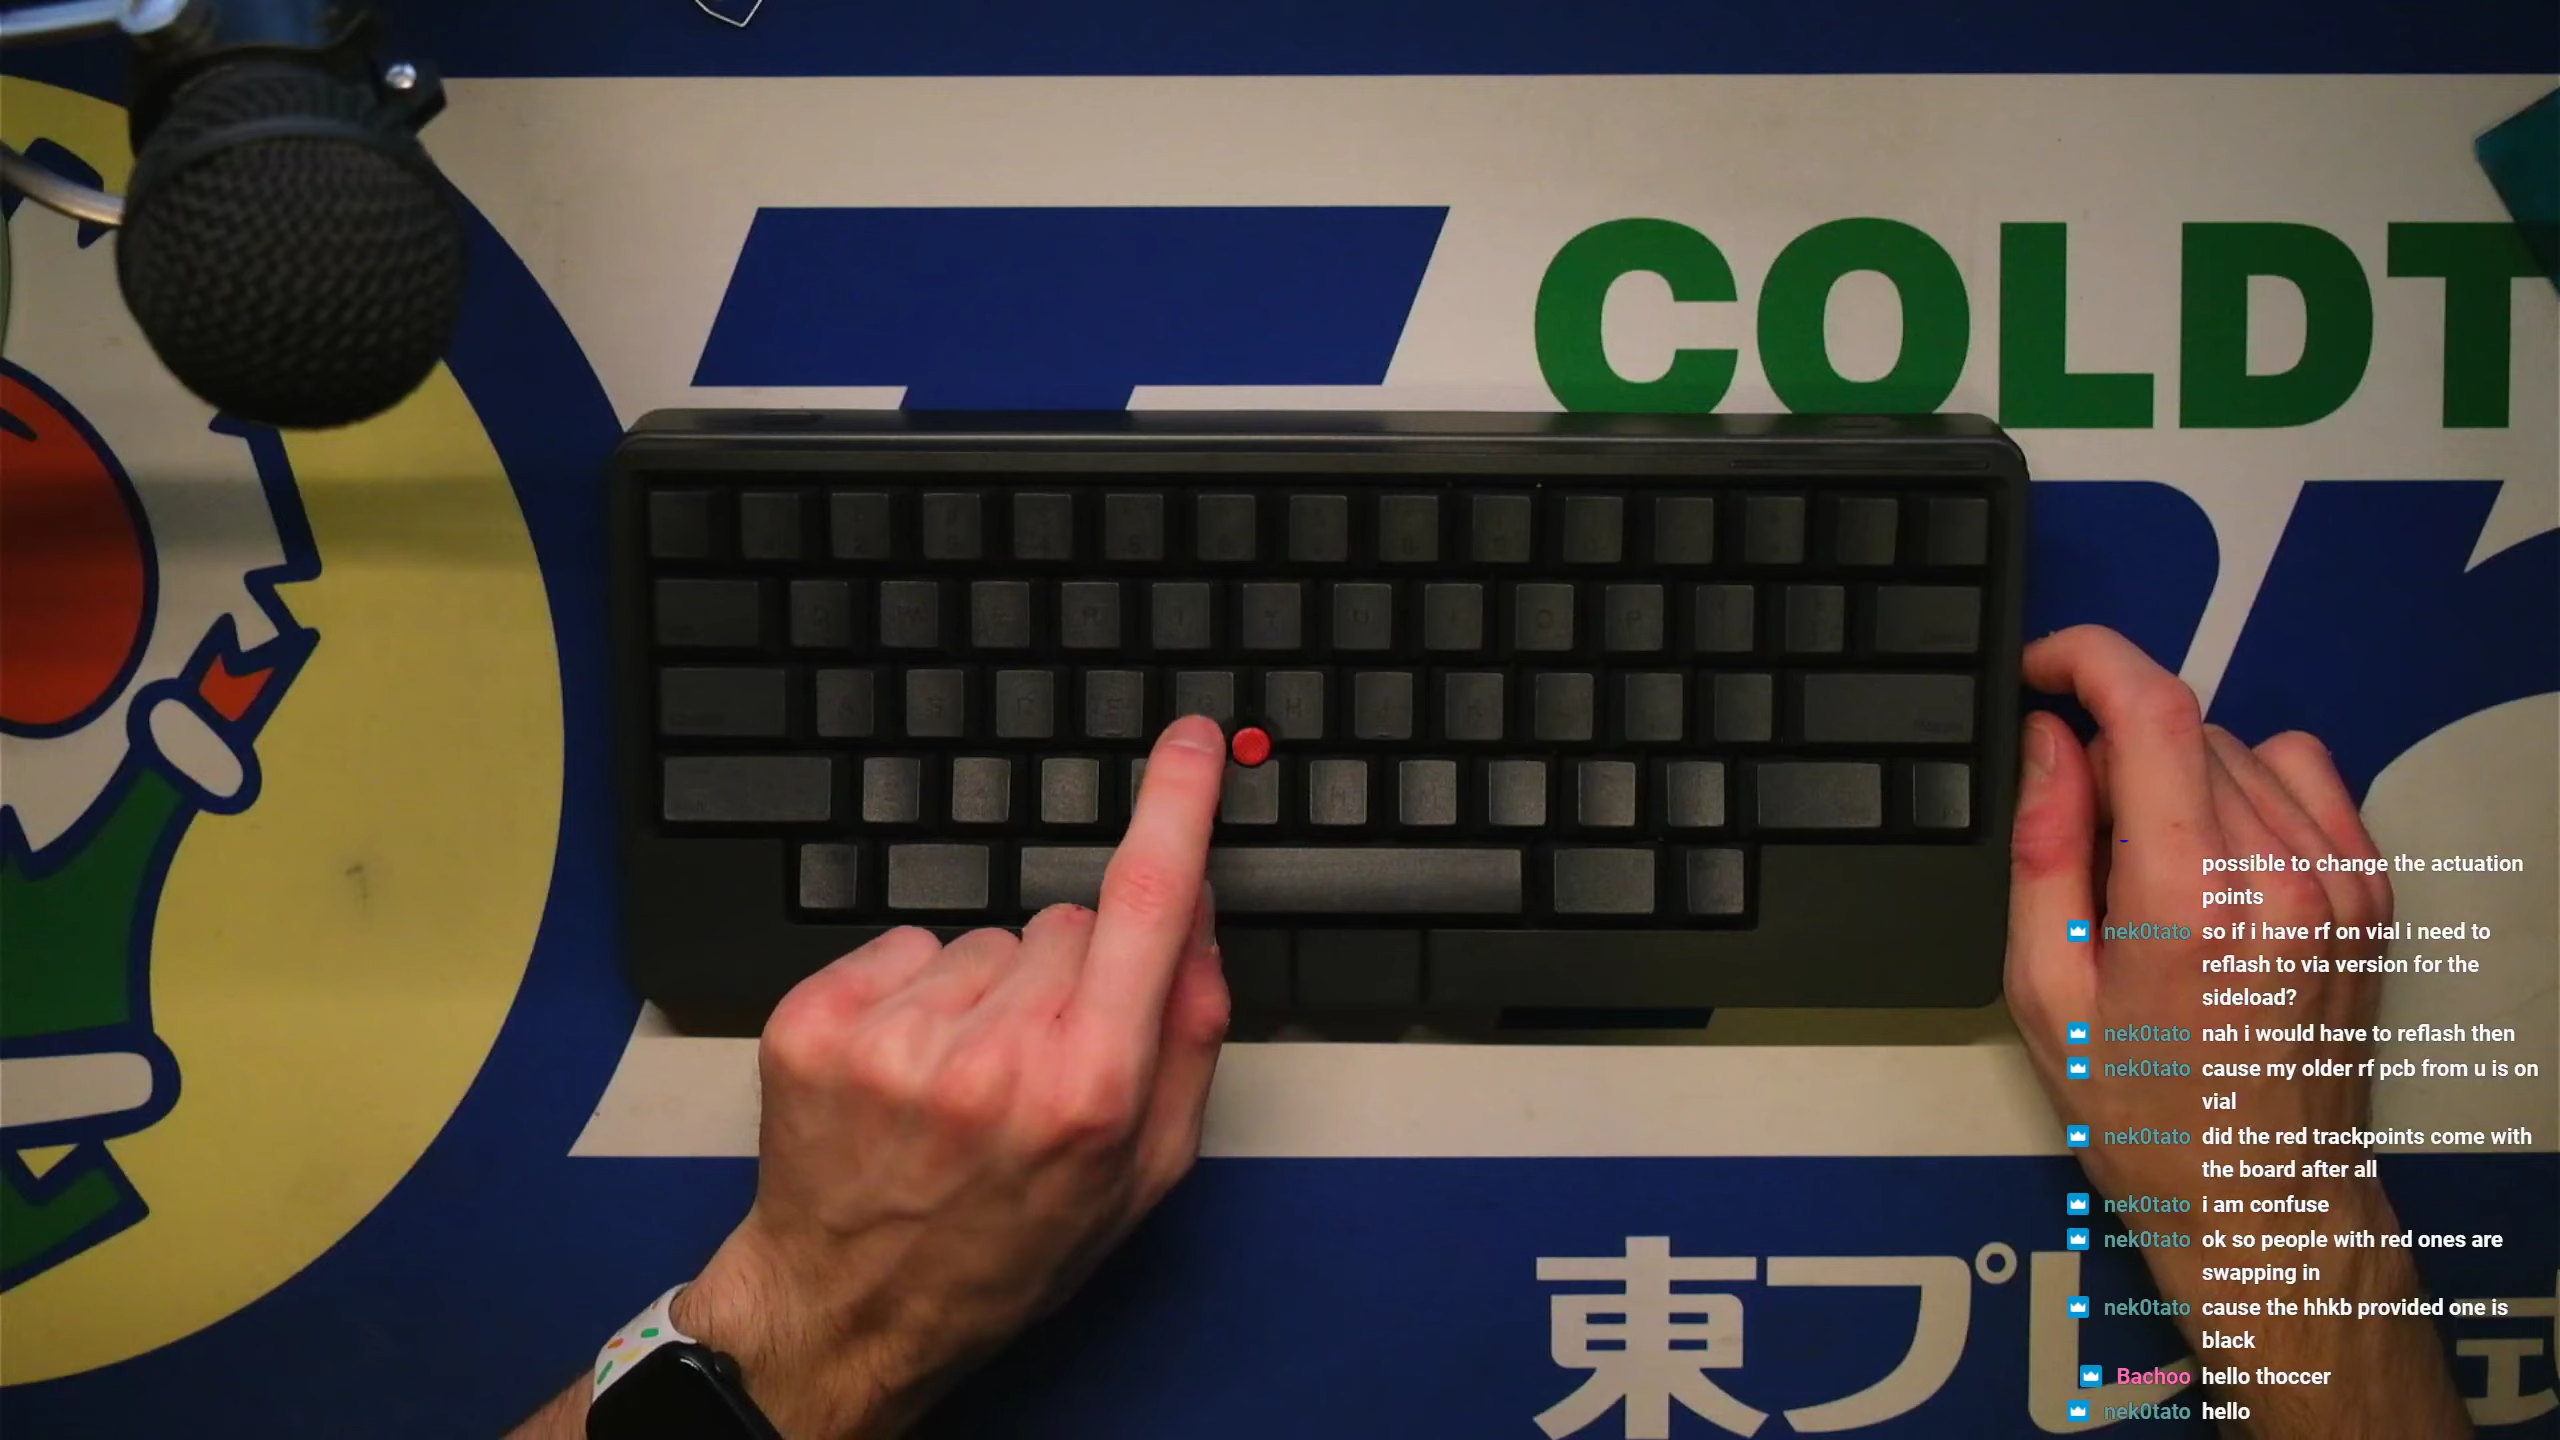 COLDT
Q W E R T Y U I O P
A S D F G H J K L
東プレ
式
possible to change the actuation
points
nek0tato so if i have rf on vial i need to
reflash to via version for the
sideload?
nek0tato nah i would have to reflash then
nek0tato cause my older rf pcb from u is on
vial
nek0tato did the red trackpoints come with
the board after all
nek0tato i am confuse
nek0tato ok so people with red ones are
swapping in
nek0tato cause the hhkb provided one is
black
Bachoo hello thoccer
nek0tato hello